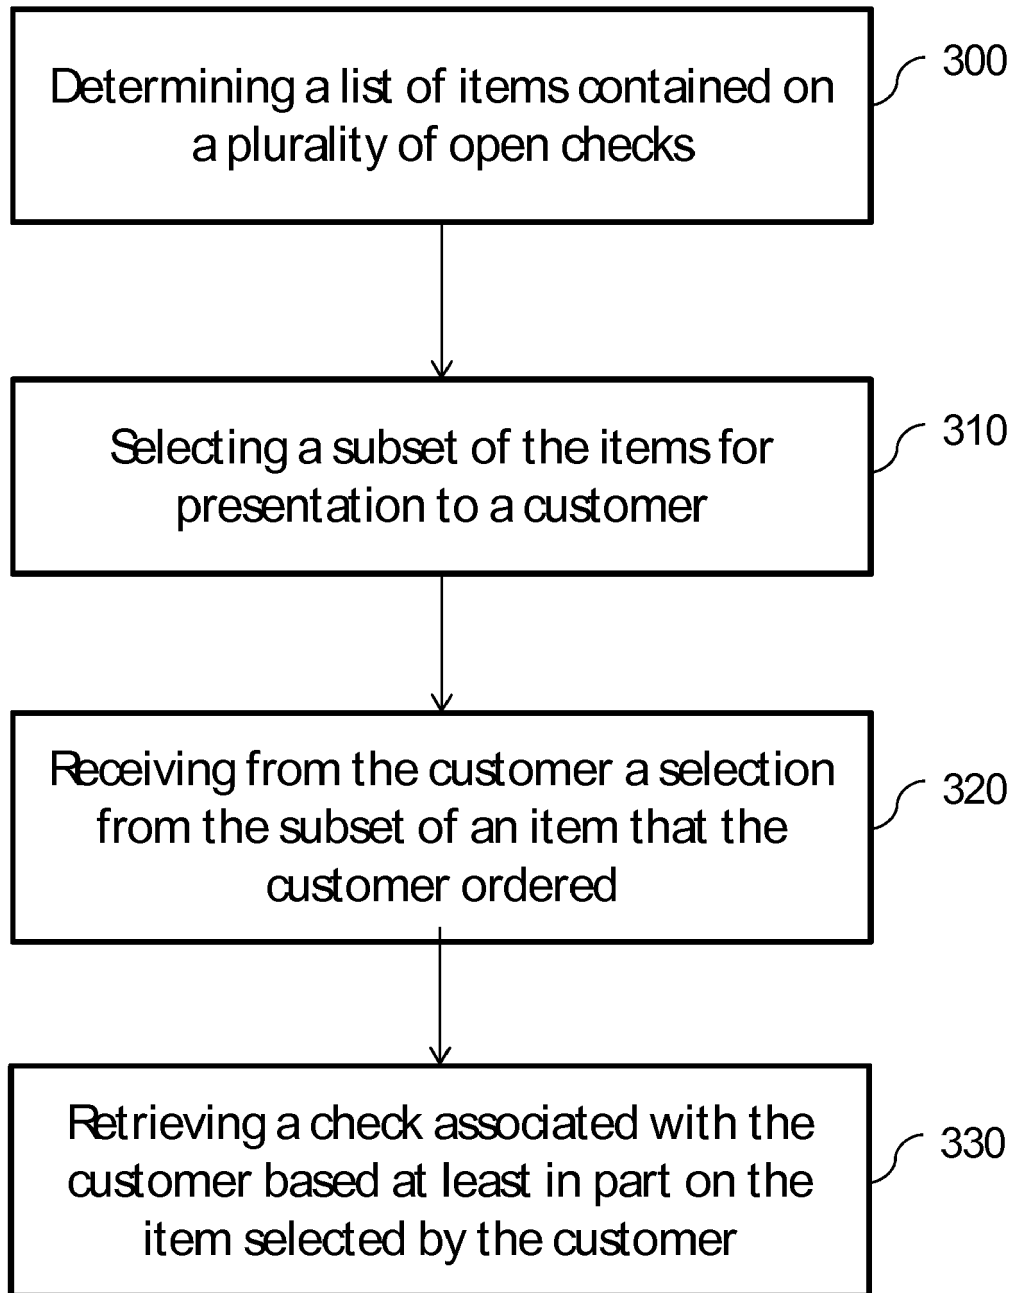 Determining a list of items contained on
a plurality of open checks
300
Selecting a subset of the items for
presentation to a customer
310
Receiving from the customer a selection
from the subset of an item that the
customer ordered
320
Retrieving a check associated with the
customer based at least in part on the
item selected by the customer
330